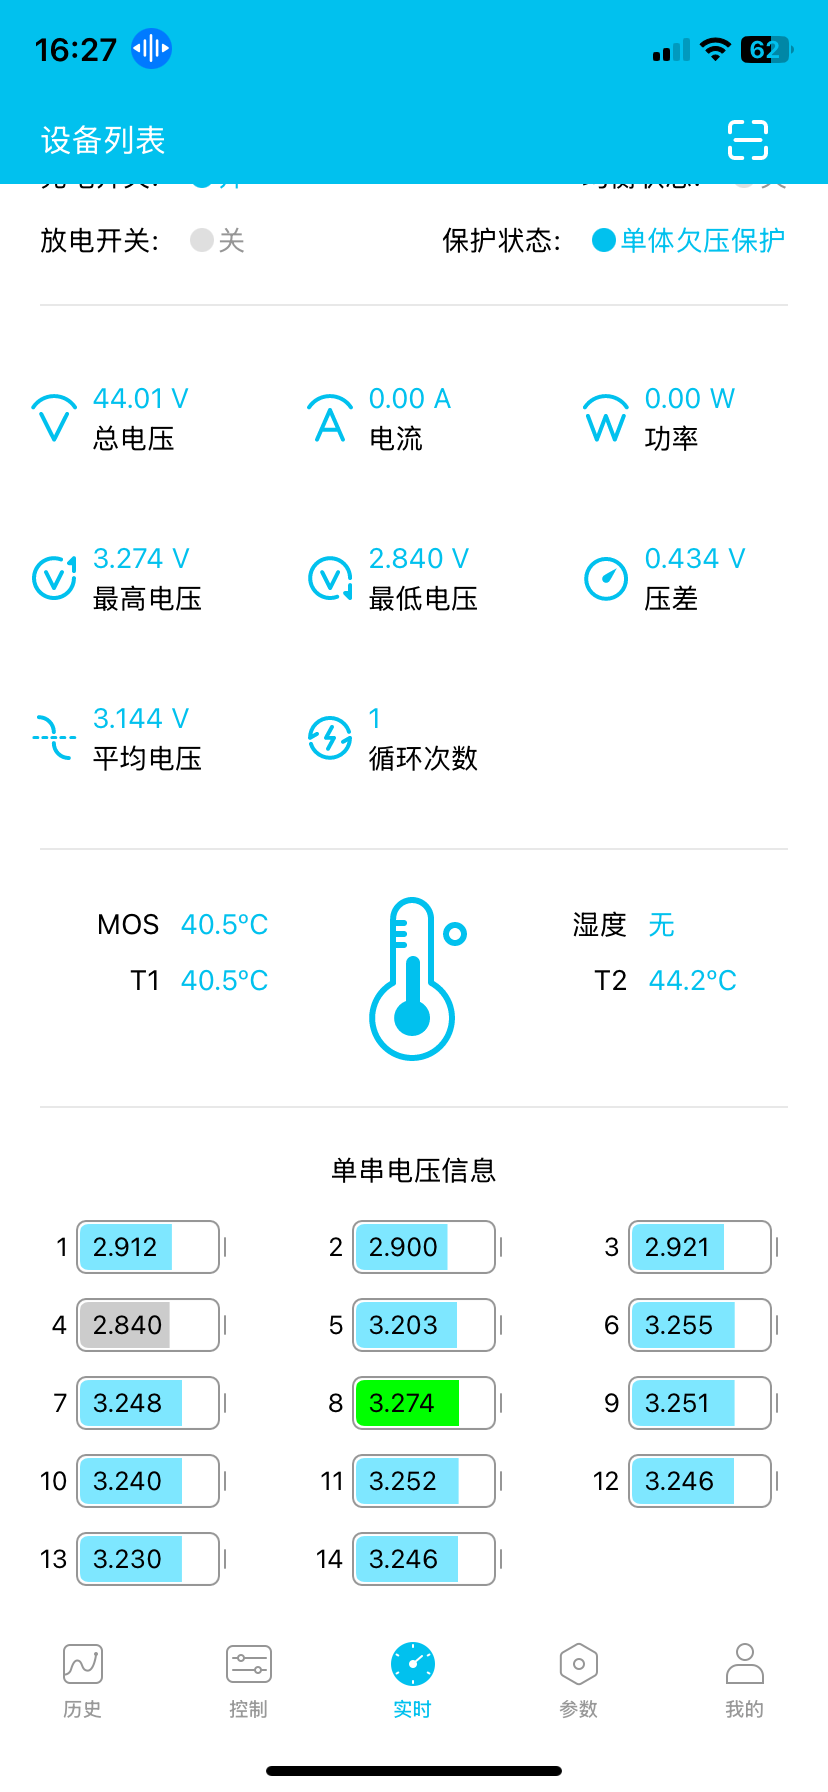 16:27
62
设备列表
放电开关: 关 保护状态: 单体欠压保护
44.01 V 0.00 A 0.00 W
总电压 电流 功率
3.274 V 2.840 V 0.434 V
最高电压 最低电压 压差
3.144 V 1
平均电压 循环次数
MOS 40.5°C 湿度 无
T1 40.5°C T2 44.2°C
单串电压信息
1 2.912 2 2.900 3 2.921
4 2.840 5 3.203 6 3.255
7 3.248 8 3.274 9 3.251
10 3.240 11 3.252 12 3.246
13 3.230 14 3.246
历史 控制 实时 参数 我的